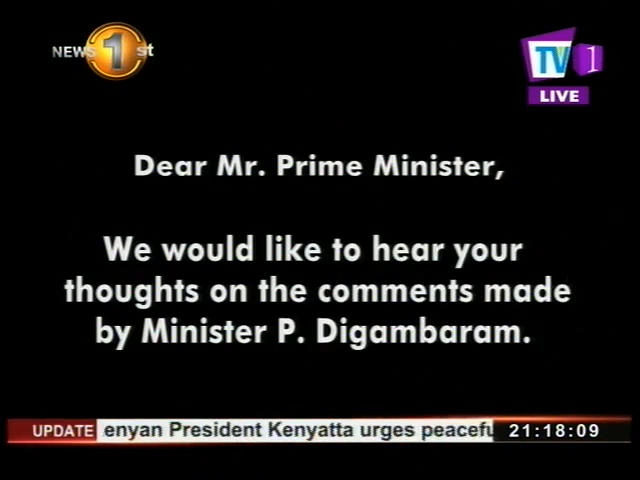 NEWS 1st
TV 1
LIVE
Dear Mr. Prime Minister,
We would like to hear your
thoughts on the comments made
by Minister P. Digambaram.
UPDATE enyan President Kenyatta urges peacefu 21:18:09